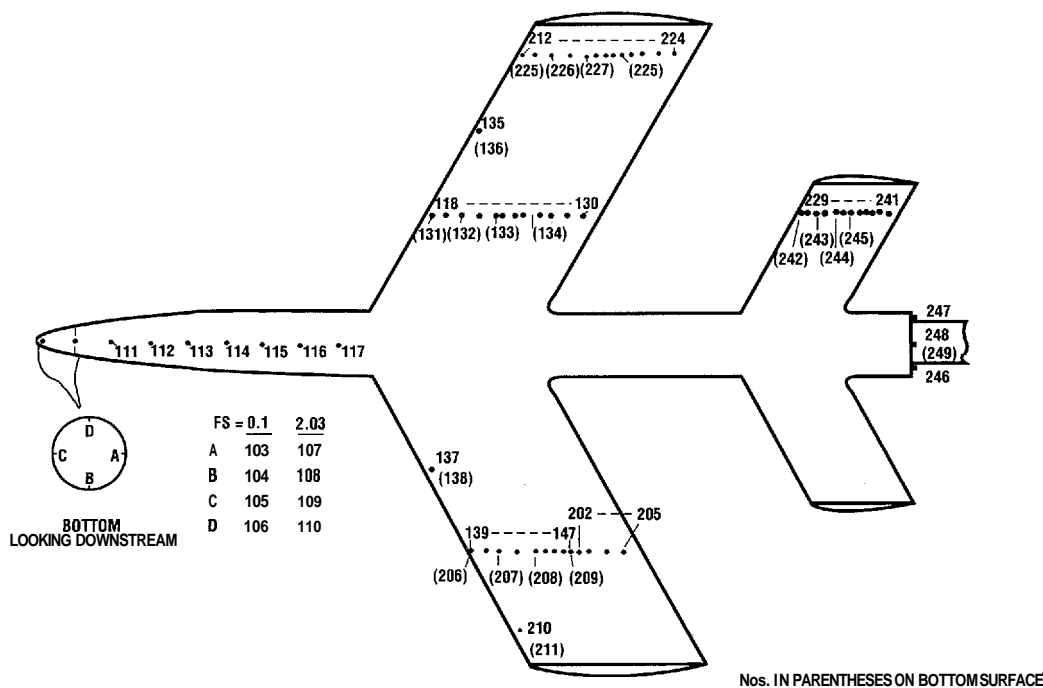 212 224
(225) (226) (227) (225)
135
(136)
118 130
(131) (132) (133) (134)
229 241
(243) (245)
(242) (244)
247
248
(249)
246
111 112 113 114 115 116 117
D
C A
B
BOTTOM
LOOKING DOWNSTREAM
FS = 0.1 2.03
A 103 107
B 104 108
C 105 109
D 106 110
137
(138)
202 205
139 147
(206) (207) (208) (209)
210
(211)
Nos. IN PARENTHESES ON BOTTOM SURFACE